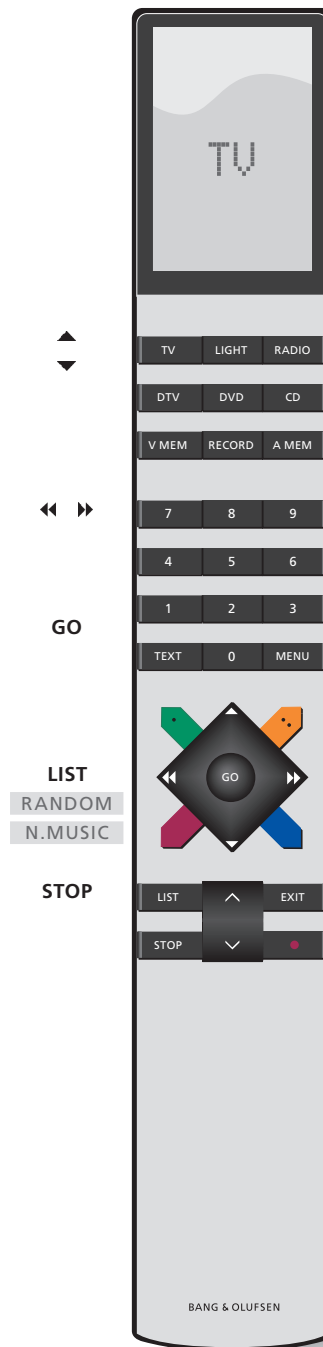 TV
TV LIGHT RADIO
DTV DVD CD
V MEM RECORD A MEM
7 8 9
4 5 6
GO
1 2 3
TEXT 0 MENU
GO
LIST
RANDOM
N.MUSIC
STOP
LIST EXIT
STOP
BANG & OLUFSEN